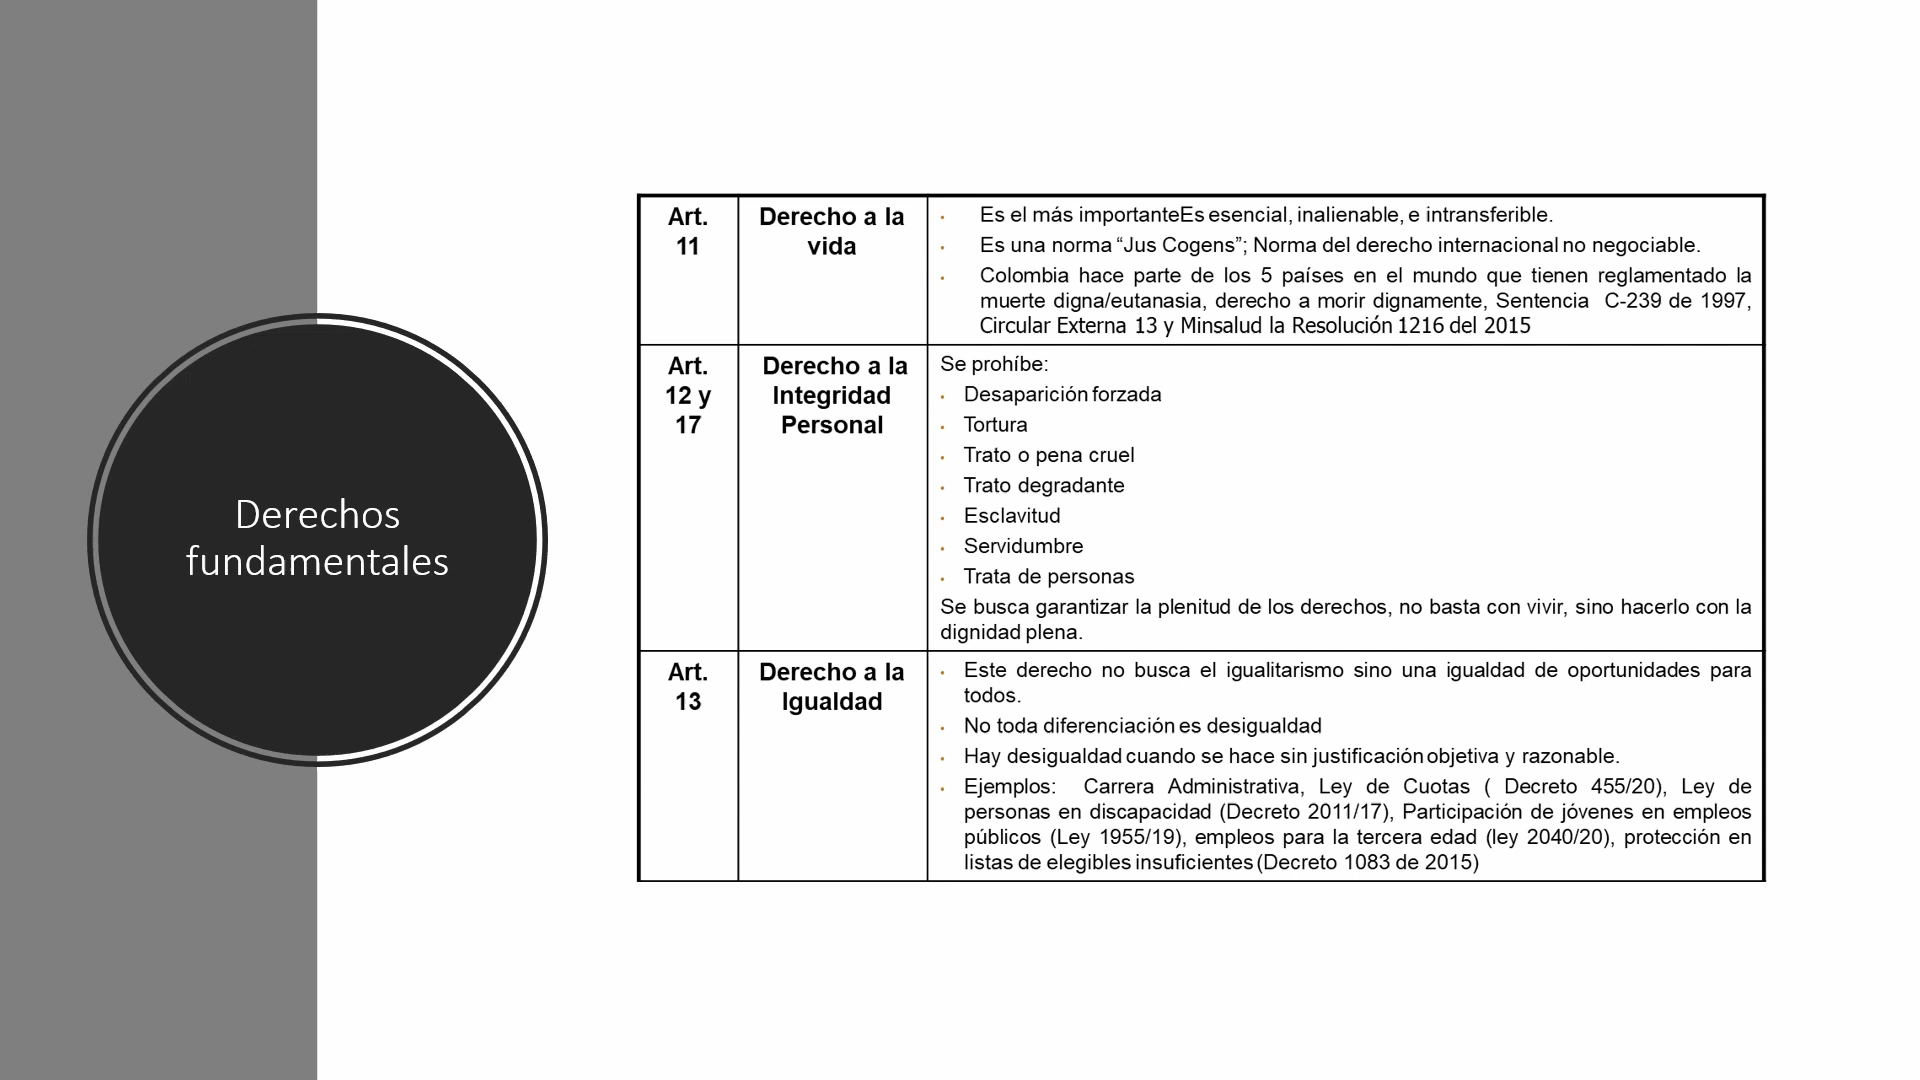 Derechos
fundamentales
Art.
11
Derecho a la
vida
• Es el más importanteEs esencial, inalienable, e intransferible.
• Es una norma “Jus Cogens”; Norma del derecho internacional no negociable.
• Colombia hace parte de los 5 países en el mundo que tienen reglamentado la
muerte digna/eutanasia, derecho a morir dignamente, Sentencia C-239 de 1997,
Circular Externa 13 y Minsalud la Resolución 1216 del 2015
Art.
12 y
17
Derecho a la
Integridad
Personal
Se prohíbe:
• Desaparición forzada
• Tortura
• Trato o pena cruel
• Trato degradante
• Esclavitud
• Servidumbre
• Trata de personas
Se busca garantizar la plenitud de los derechos, no basta con vivir, sino hacerlo con la
dignidad plena.
Art.
13
Derecho a la
Igualdad
• Este derecho no busca el igualitarismo sino una igualdad de oportunidades para
todos.
• No toda diferenciación es desigualdad
• Hay desigualdad cuando se hace sin justificación objetiva y razonable.
• Ejemplos: Carrera Administrativa, Ley de Cuotas ( Decreto 455/20), Ley de
personas en discapacidad (Decreto 2011/17), Participación de jóvenes en empleos
públicos (Ley 1955/19), empleos para la tercera edad (ley 2040/20), protección en
listas de elegibles insuficientes (Decreto 1083 de 2015)